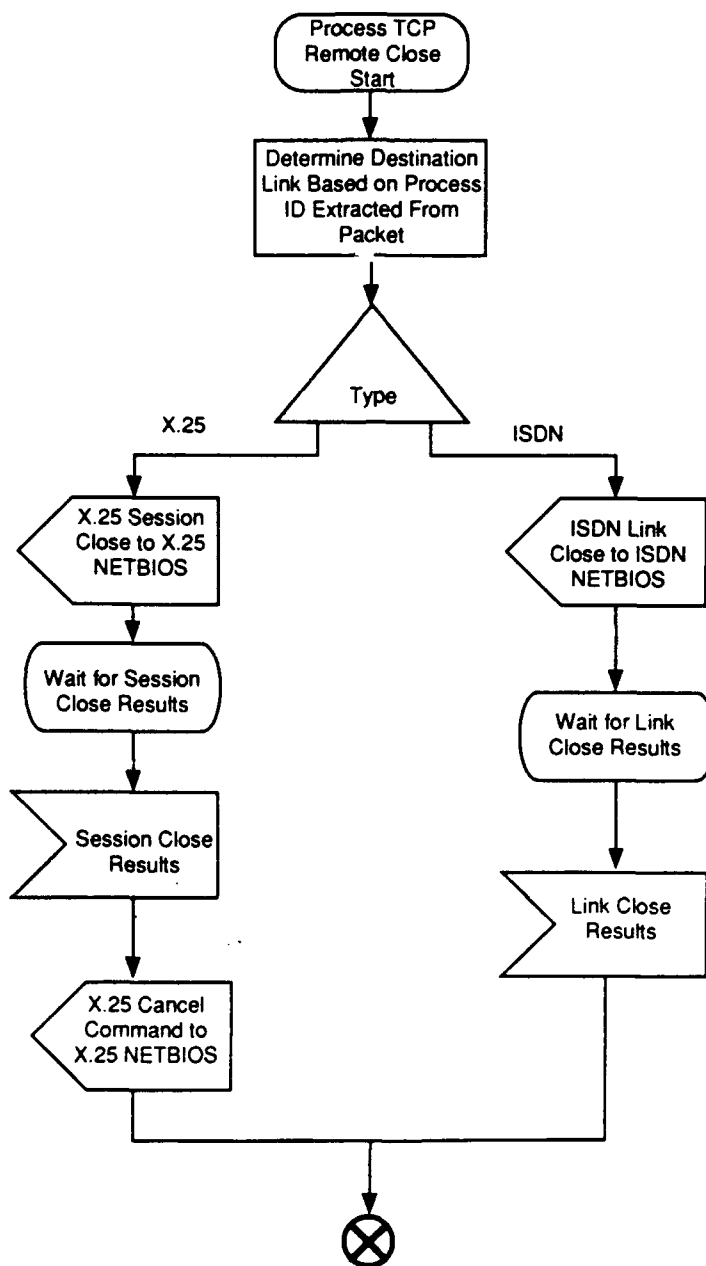 Process TCP
Remote Close
Start
Determine Destination
Link Based on Process
ID Extracted From
Packet
Type
X.25
ISDN
X.25 Session
Close to X.25
NETBIOS
ISDN Link
Close to ISDN
NETBIOS
Wait for Session
Close Results
Wait for Link
Close Results
Session Close
Results
Link Close
Results
X.25 Cancel
Command to
X.25 NETBIOS